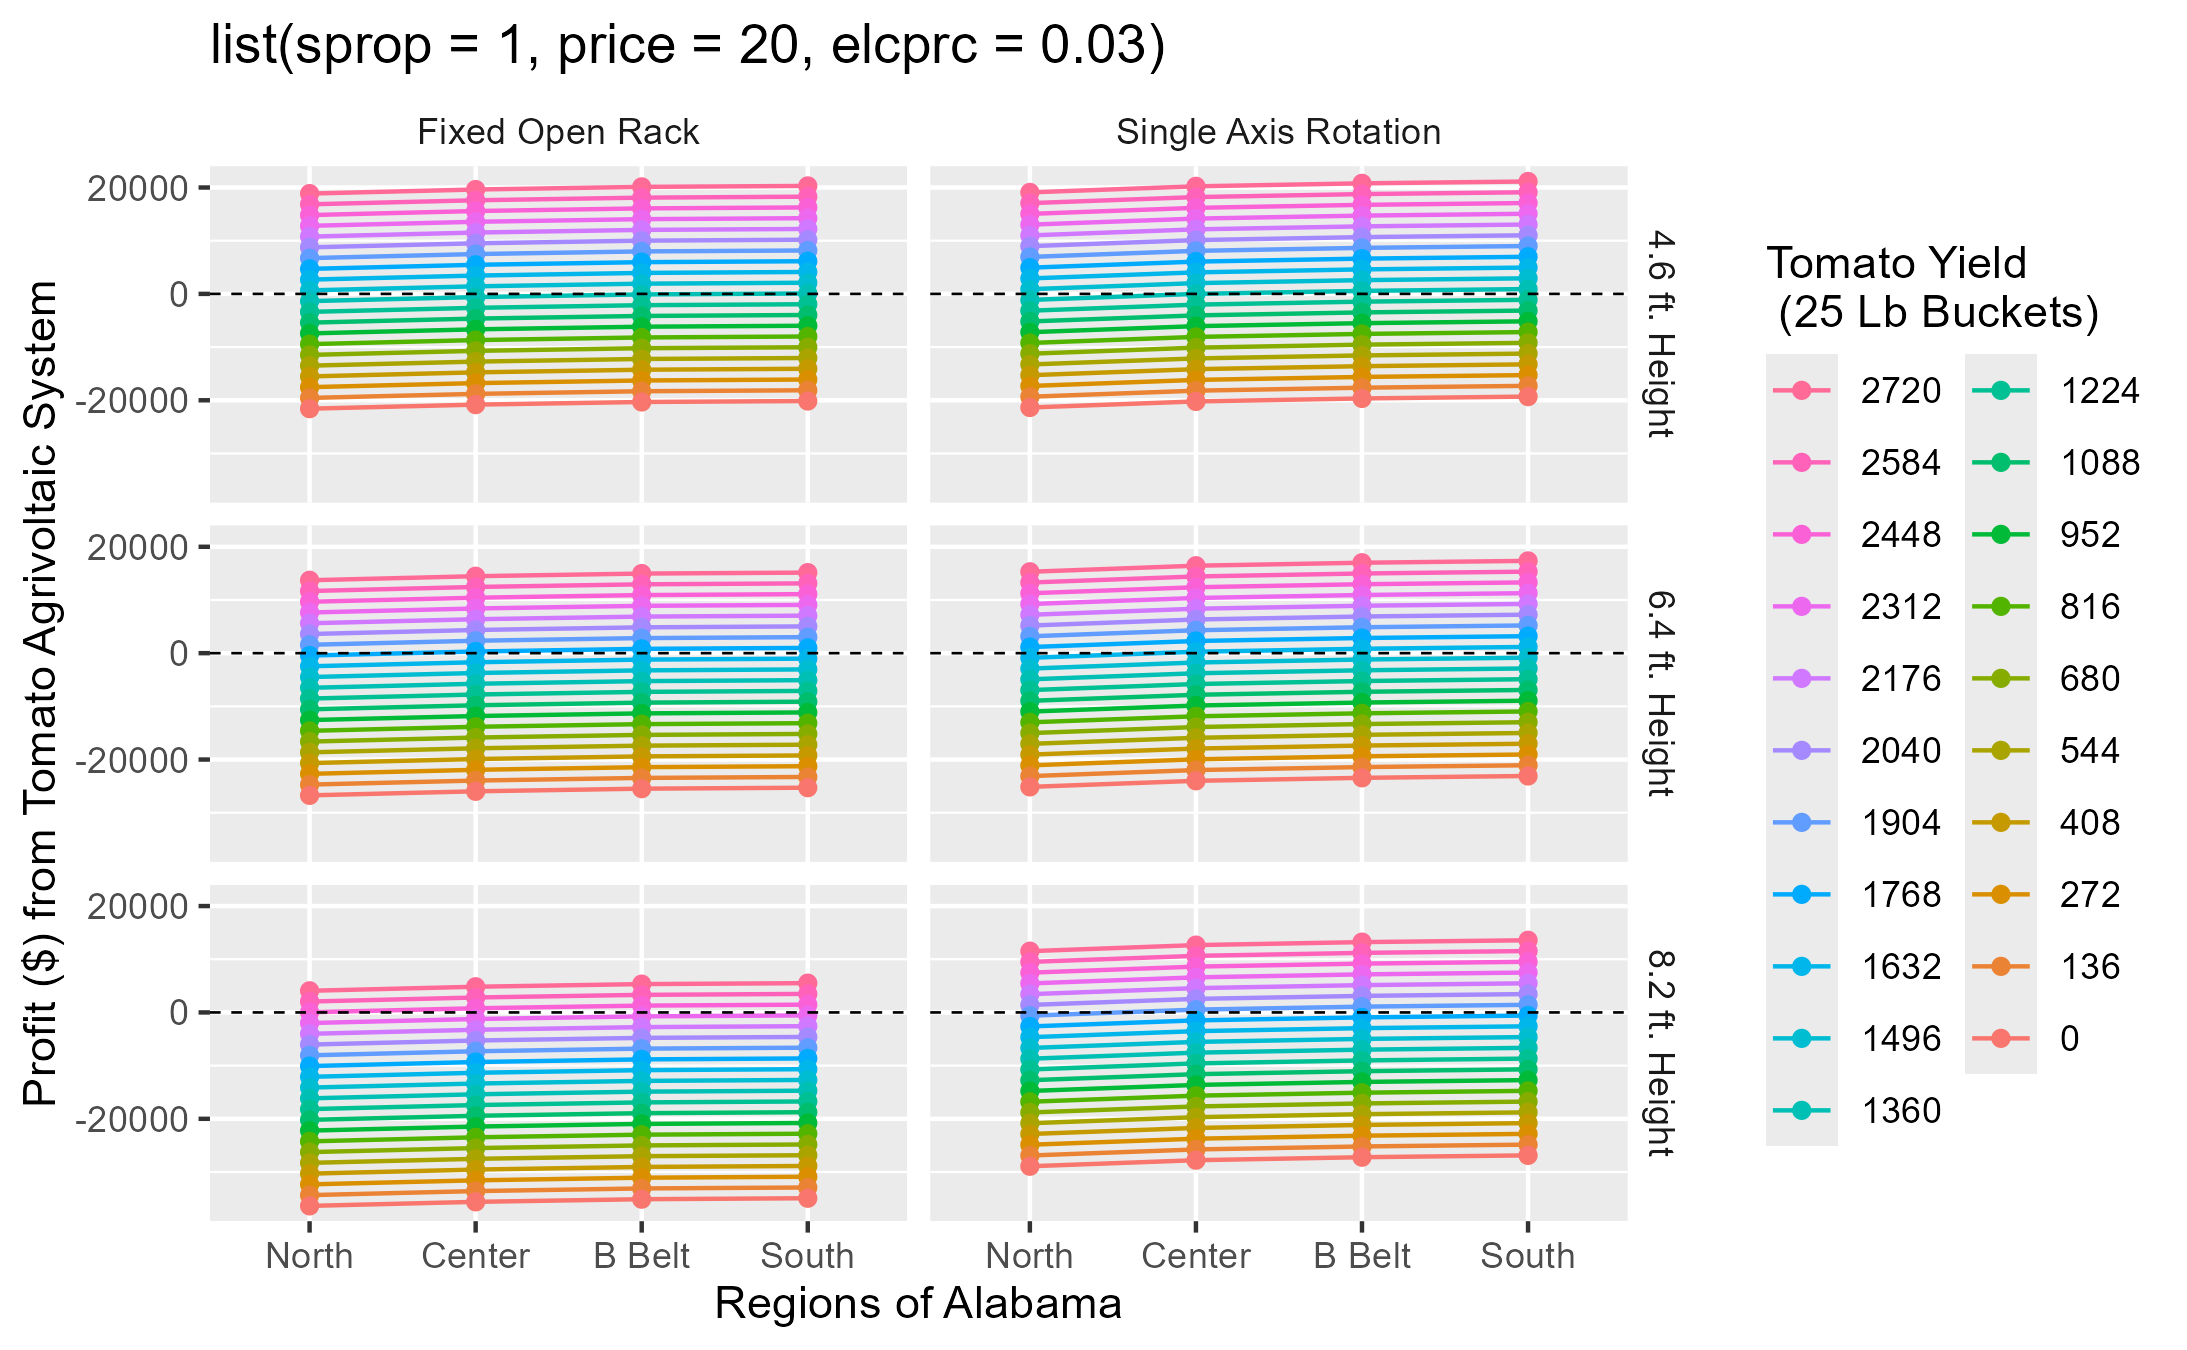 list(sprop = 1, price = 20, elcprc = 0.03)
Fixed Open Rack
Single Axis Rotation
20000
0
-20000
4.6 ft. Height
20000
0
-20000
6.4 ft. Height
20000
0
-20000
8.2 ft. Height
North
Center
B Belt
South
North
Center
B Belt
South
Regions of Alabama
Profit ($) from Tomato Agrivoltaic System
Tomato Yield
(25 Lb Buckets)
2720
2584
2448
2312
2176
2040
1904
1768
1632
1496
1360
1224
1088
952
816
680
544
408
272
136
0